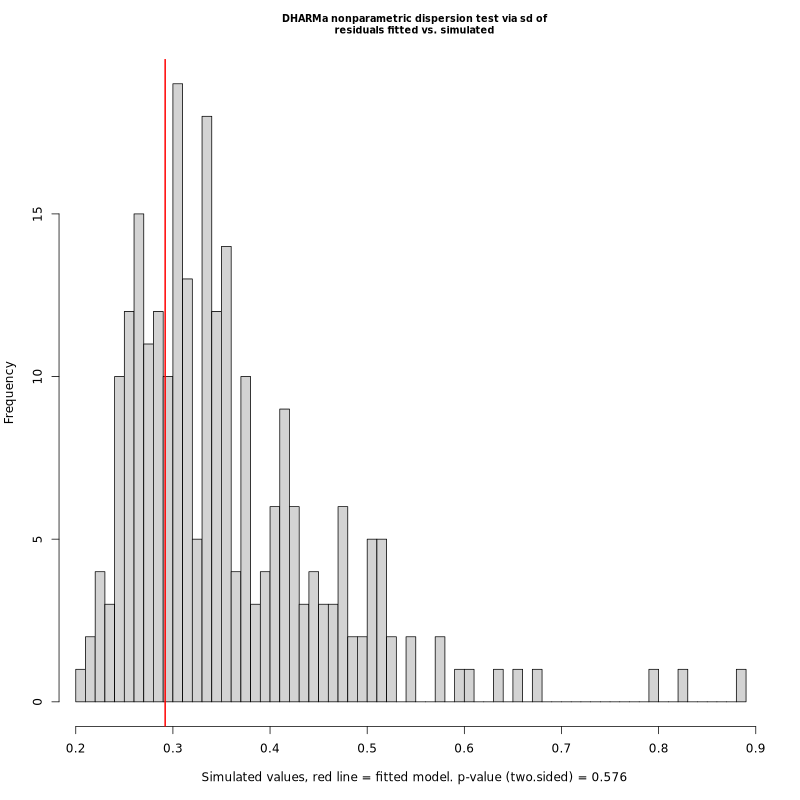 DHARMa nonparametric dispersion test via sd of
residuals fitted vs. simulated
Frequency
15
10
5
0
0.2 0.3 0.4 0.5 0.6 0.7 0.8 0.9
Simulated values, red line = fitted model. p-value (two.sided) = 0.576